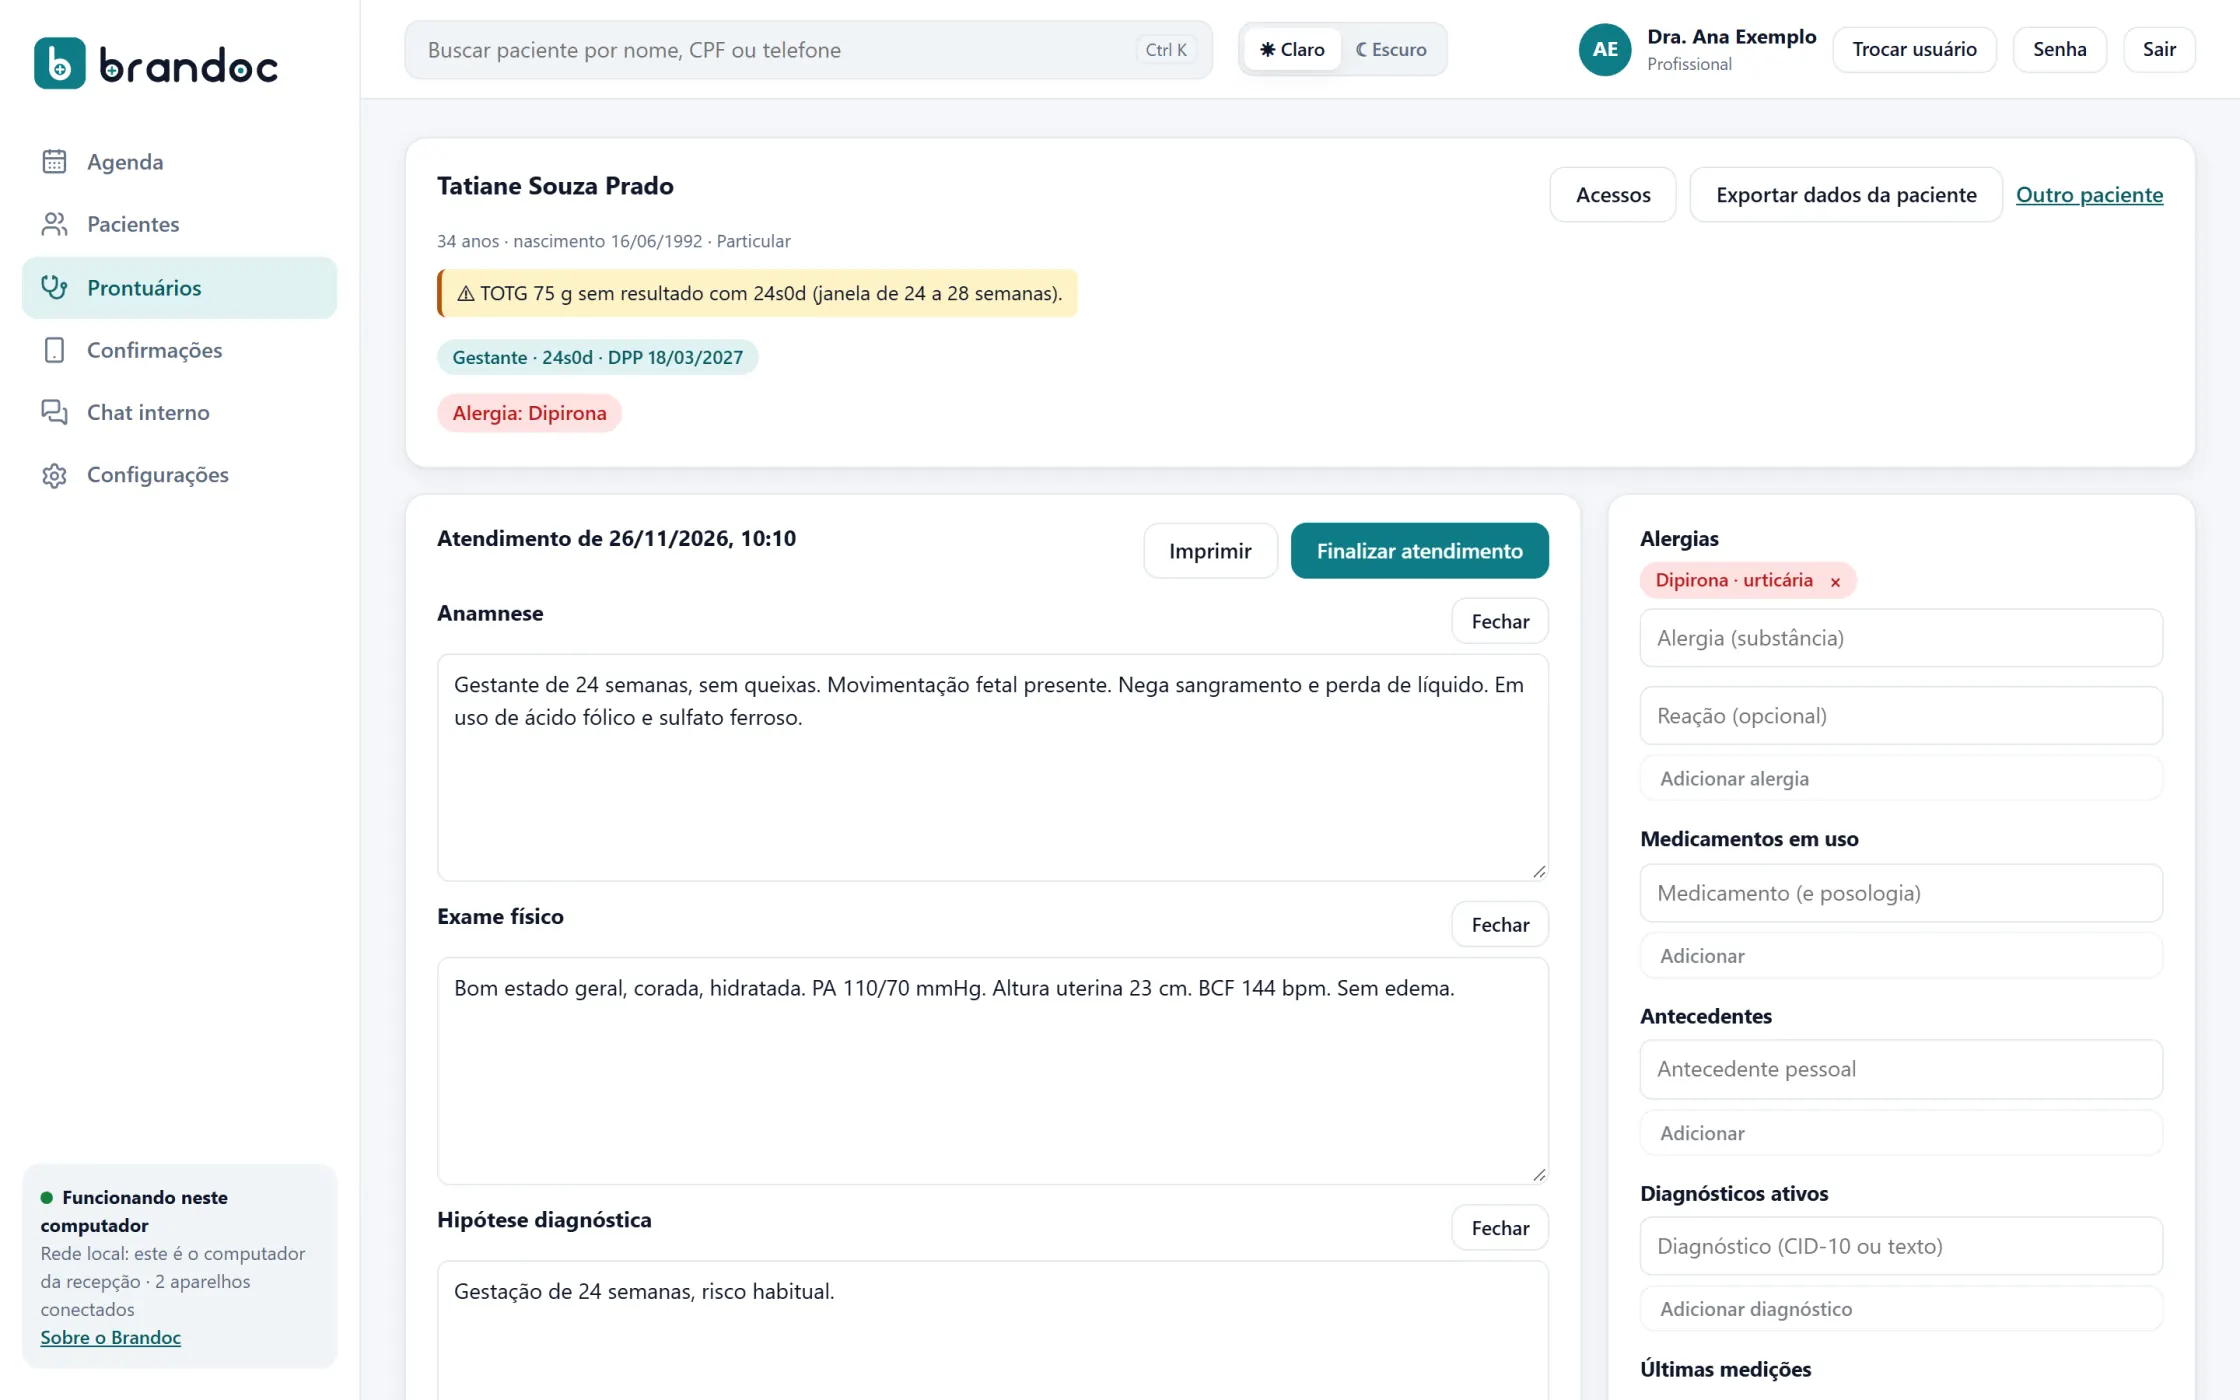 brandoc
Agenda
Pacientes
Prontuários
Confirmações
Chat interno
Configurações
Funcionando neste
computador
Rede local: este é o computador
da recepção · 2 aparelhos
conectados
Sobre o Brandoc
Buscar paciente por nome, CPF ou telefone
Ctrl K
Claro
Escuro
AE
Dra. Ana Exemplo
Profissional
Trocar usuário
Senha
Sair
Tatiane Souza Prado
Acessos
Exportar dados da paciente
Outro paciente
34 anos · nascimento 16/06/1992 · Particular
⚠ TOTG 75 g sem resultado com 24s0d (janela de 24 a 28 semanas).
Gestante · 24s0d · DPP 18/03/2027
Alergia: Dipirona
Atendimento de 26/11/2026, 10:10
Imprimir
Finalizar atendimento
Anamnese
Fechar
Gestante de 24 semanas, sem queixas. Movimentação fetal presente. Nega sangramento e perda de líquido. Em
uso de ácido fólico e sulfato ferroso.
Exame físico
Fechar
Bom estado geral, corada, hidratada. PA 110/70 mmHg. Altura uterina 23 cm. BCF 144 bpm. Sem edema.
Hipótese diagnóstica
Fechar
Gestação de 24 semanas, risco habitual.
Alergias
Dipirona · urticária ×
Alergia (substância)
Reação (opcional)
Adicionar alergia
Medicamentos em uso
Medicamento (e posologia)
Adicionar
Antecedentes
Antecedente pessoal
Adicionar
Diagnósticos ativos
Diagnóstico (CID-10 ou texto)
Adicionar diagnóstico
Últimas medições